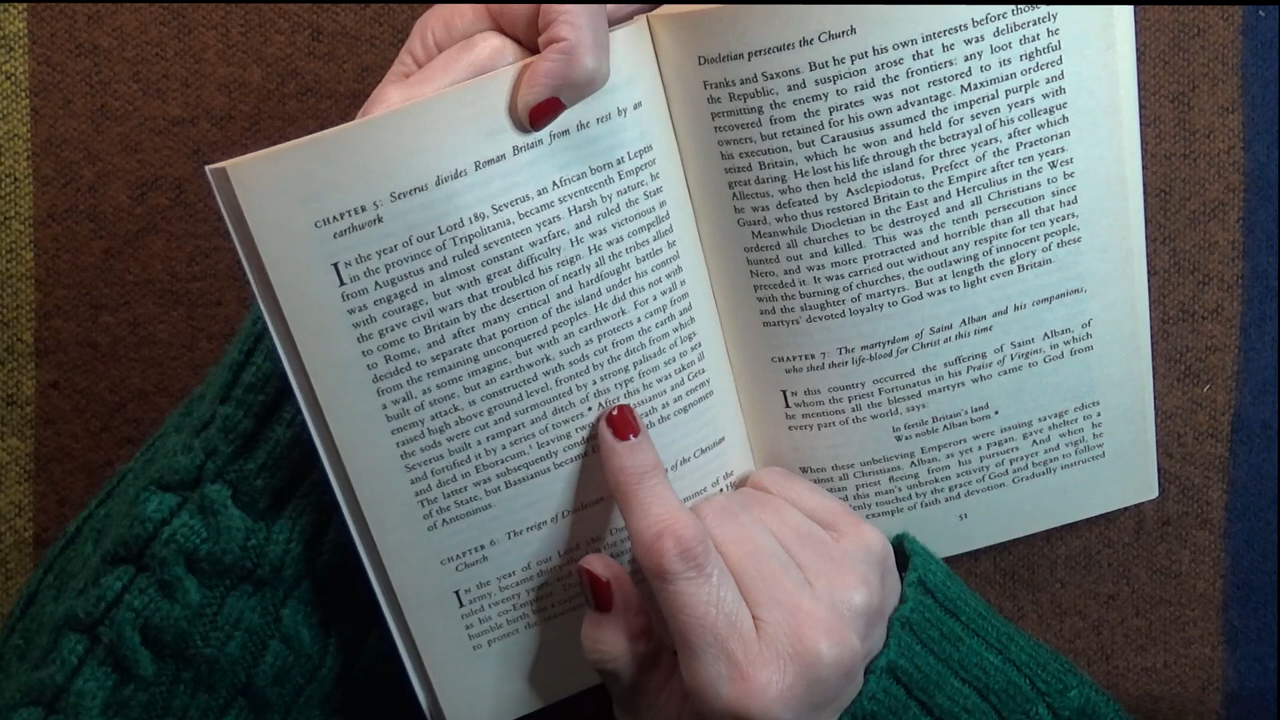 CHAPTER 5: Severus divides Roman Britain from the rest by an
earthwork
IN the year of our Lord 189, Severus, an African born at Leptis
in the province of Tripolitania, became seventeenth Emperor
from Augustus and ruled seventeen years. Harsh by nature, he
was engaged in almost constant warfare, and ruled the State
with courage, but with great difficulty. He was victorious in
the grave civil wars that troubled his reign. He was compelled
to come to Britain by the desertion of nearly all the tribes allied
to Rome, and after many critical and hardfought battles he
decided to separate that portion of the island under his control
from the remaining unconquered peoples. He did this not with
a wall, as some imagine, but with an earthwork. For a wall is
built of stone, but an earthwork, such as protects a camp from
enemy attack, is constructed with sods cut from the earth and
raised high above ground level, fronted by the ditch from which
the sods were cut and surmounted by a strong palisade of logs.
Severus built a rampart and ditch of this type from sea to sea
and fortified it by a series of towers.* After this he was taken ill
and died in Eboracum,¹ leaving two Bassianus and Geta.
The latter was subsequently death as an enemy
of the State, but Bassianus became the cognomen
of Antoninus.
CHAPTER 6: The reign of Diocletian of the Christian
Church
IN the year of our Lord 286, eminence of the
army, became * He
ruled twenty years, and
as his co-Emperor.
humble birth but a
to protect the
Diocletian persecutes the Church
Franks and Saxons. But he put his own interests before those
the Republic, and suspicion arose that he was deliberately
permitting the enemy to raid the frontiers: any loot that he
recovered from the pirates was not restored to its rightful
owners, but retained for his own advantage. Maximian ordered
his execution, but Carausius assumed the imperial purple and
seized Britain, which he won and held for seven years with
great daring. He lost his life through the betrayal of his colleague
Allectus, who then held the island for three years, after which
he was defeated by Asclepiodotus, Prefect of the Praetorian
Guard, who thus restored Britain to the Empire after ten years.
Meanwhile Diocletian in the East and Herculius in the West
ordered all churches to be destroyed and all Christians to be
hunted out and killed. This was the tenth persecution since
Nero, and was more protracted and horrible than all that had
preceded it. It was carried out without any respite for ten years,
with the burning of churches, the outlawing of innocent people,
and the slaughter of martyrs. But at length the glory of these
martyrs' devoted loyalty to God was to light even Britain.
CHAPTER 7: The martyrdom of Saint Alban and his companions,
who shed their life-blood for Christ at this time
IN this country occurred the suffering of Saint Alban, of
whom the priest Fortunatus in his Praise of Virgins, in which
he mentions all the blessed martyrs who came to God from
every part of the world, says:
In fertile Britain's land
Was noble Alban born *
When these unbelieving Emperors were issuing savage edicts
against all Christians, Alban, as yet a pagan, gave shelter to a
priest fleeing from his pursuers. And when he
this man's unbroken activity of prayer and vigil, he
touched by the grace of God and began to follow
example of faith and devotion. Gradually instructed
51